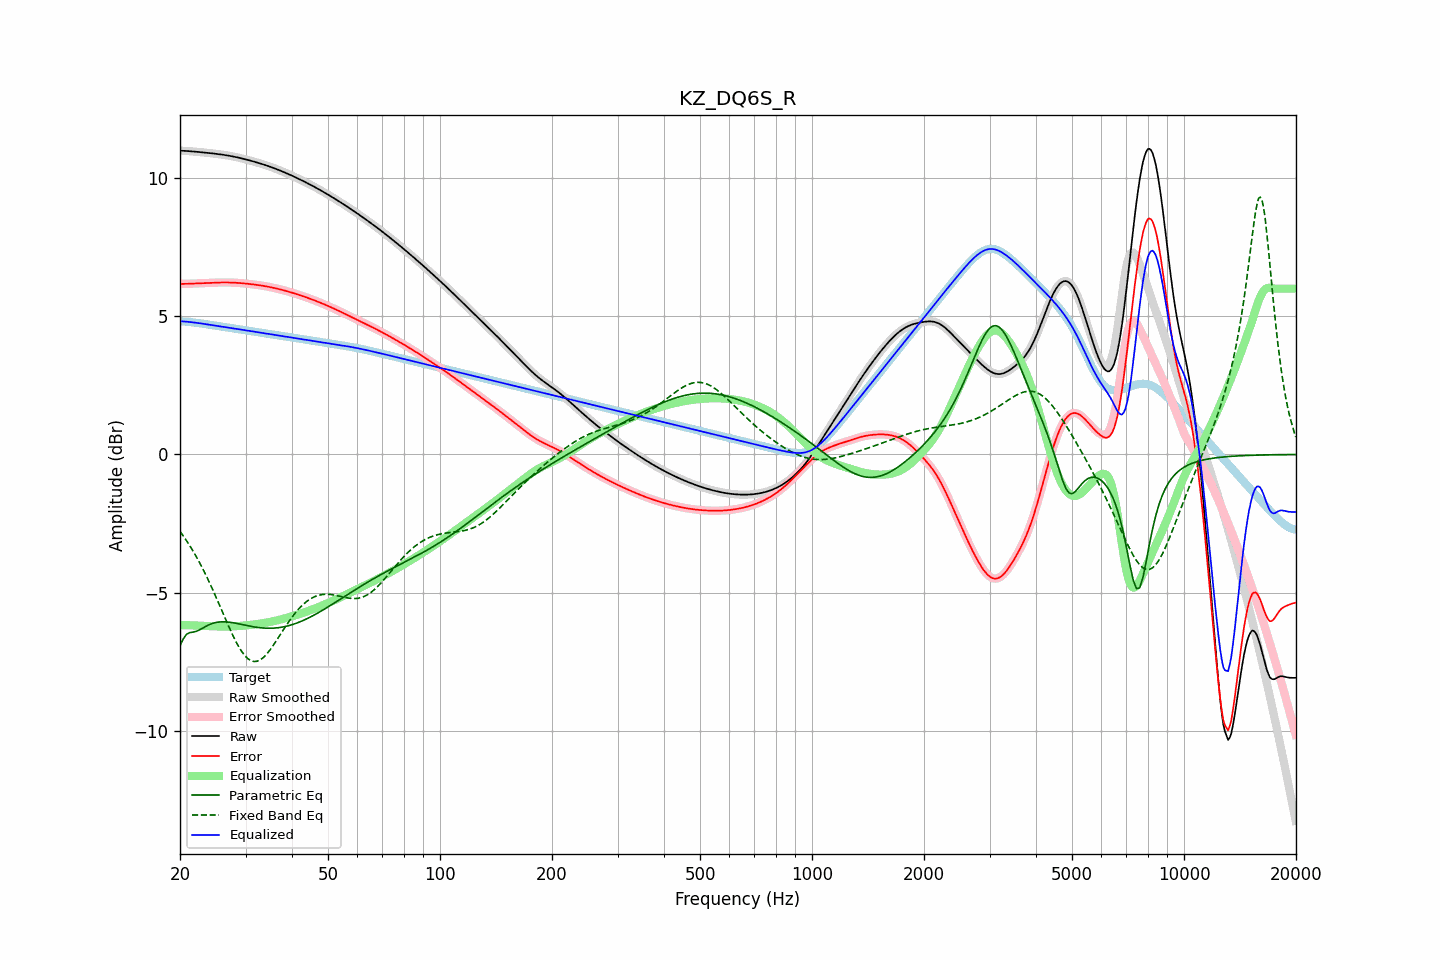 KZ_DQ6S_R
10
5
0
−5
−10
Amplitude (dBr)
Target
Raw Smoothed
Error Smoothed
Raw
Error
Equalization
Parametric Eq
Fixed Band Eq
Equalized
20 50 100 200 500 1000 2000 5000 10000 20000
Frequency (Hz)